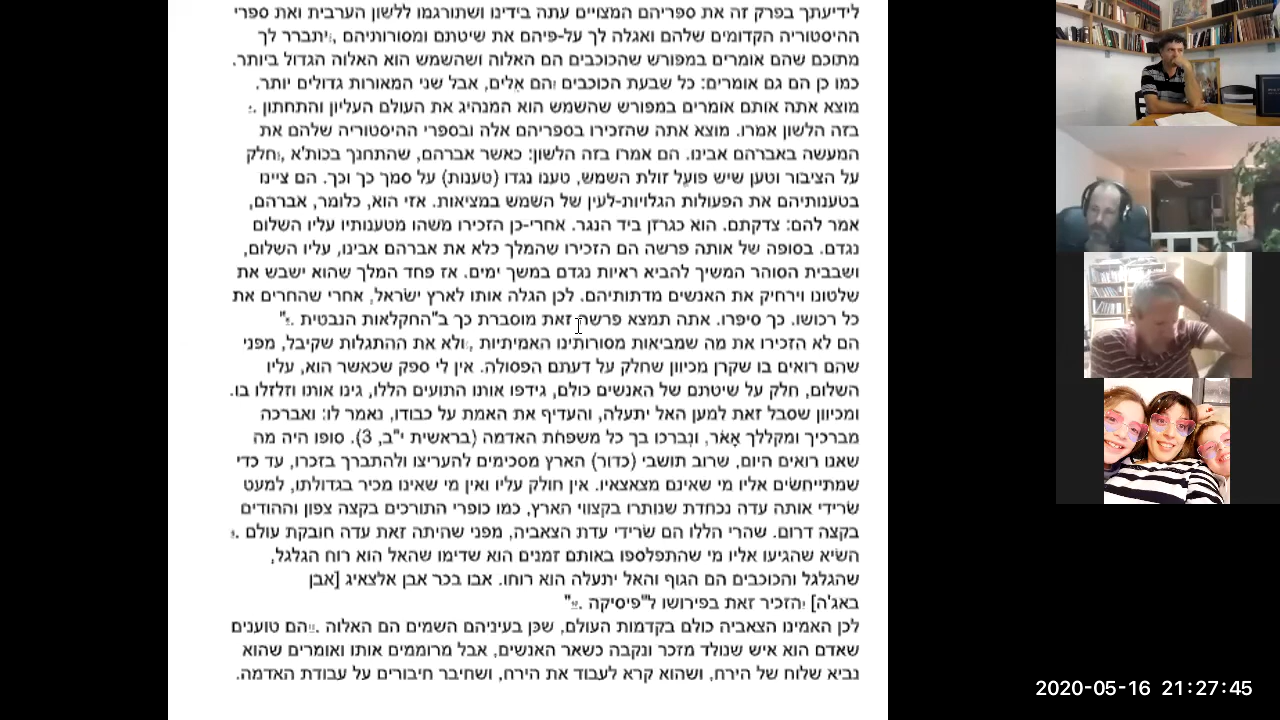 לידיעתך בפרק זה את ספריהם המצויים עתה בידינו ושתורגמו ללשון הערבית ואת ספרי
ההיסטוריה הקדומים שלהם ואגלה לך על-פיהם את שיטתם ומסורותיהם , יתברר לך
מתוכם שהם אומרים במפורש שהכוכבים הם האלוה ושהשמש הוא האלוה הגדול ביותר.
כמו כן הם גם אומרים: כל שבעת הכוכבים הם אֵלים, אבל שני המאורות גדולים יותר.
מוצא אתה אותם אומרים במפורש שהשמש הוא המנהיג את העולם העליון והתחתון .
בזה הלשון אמרו. מוצא אתה שהזכירו בספריהם אלה ובספרי ההיסטוריה שלהם את
המעשה באברהם אבינו. הם אמרו בזה הלשון: כאשר אברהם, שהתחנך בכות'א , חלק
על הציבור וטען שיש פועל זולת השמש, טענו נגדו (טענות) על סמך כך וכך. הם ציינו
בטענותיהם את הפעולות הגלויות-לעין של השמש במציאות. אזי הוא, כלומר, אברהם,
אמר להם: צדקתם. הוא כגרזן ביד הנגר. אחרי-כן הזכירו משהו מטענותיו עליו השלום
נגדם. בסופה של אותה פרשה הם הזכירו שהמלך כלא את אברהם אבינו, עליו השלום,
ושבבית הסוהר המשיך להביא ראיות נגדם במשך ימים. אז פחד המלך שהוא ישבש את
שלטונו וירחיק את האנשים מדתותיהם. לכן הגלה אותו לארץ ישראל, אחרי שהחרים את
כל רכושו. כך סיפרו. אתה תמצא פרשה זאת מוסברת כך ב"החקלאות הנבטית ."
הם לא הזכירו את מה שמביאות מסורותינו האמיתיות , ולא את ההתגלות שקיבל, מפני
שהם רואים בו שקרן מכיוון שחלק על דעתם הפסולה. אין לי ספק שכאשר הוא, עליו
השלום, חלק על שיטתם של האנשים כולם, גידפו אותו התועים הללו, גינו אותו וזלזלו בו.
ומכיוון שסבל זאת למען האל יתעלה, והעדיף את האמת על כבודו, נאמר לו: ואברכה
מברכיך ומקללך אָאֹר, ונִברכו בך כל משפחֹת האדמה (בראשית י"ב, 3). סופו היה מה
שאנו רואים היום, שרוב תושבי (כדור) הארץ מסכימים להעריצו ולהתברך בזכרו, עד כדי
שמתייחסים אליו מי שאינם מצאצאיו. אין חולק עליו ואין מי שאינו מכיר בגדולתו, למעט
שרידי אותה עדה נכחדת שנותרו בקצווי הארץ, כמו כופרי התורכים בקצה צפון וההודים
בקצה דרום. שהרי הללו הם שרידי עדת הצאביה, מפני שהיתה זאת עדה חובקת עולם .
השיא שהגיעו אליו מי שהתפלספו באותם זמנים הוא שדימו שהאל הוא רוח הגלגל,
שהגלגל והכוכבים הם הגוף והאל יתעלה הוא רוחו. אבו בכר אבן אלצאיג [אבן
באג'ה] הזכיר זאת בפירושו ל"פיסיקה ."
לכן האמינו הצאביה כולם בקדמות העולם, שכּן בעיניהם השמים הם האלוה . הם טוענים
שאדם הוא איש שנולד מזכר ונקבה כשאר האנשים, אבל מרוממים אותו ואומרים שהוא
נביא שלוח של הירח, ושהוא קרא לעבוד את הירח, ושחיבר חיבורים על עבודת האדמה.
2020-05-16 21:27:45